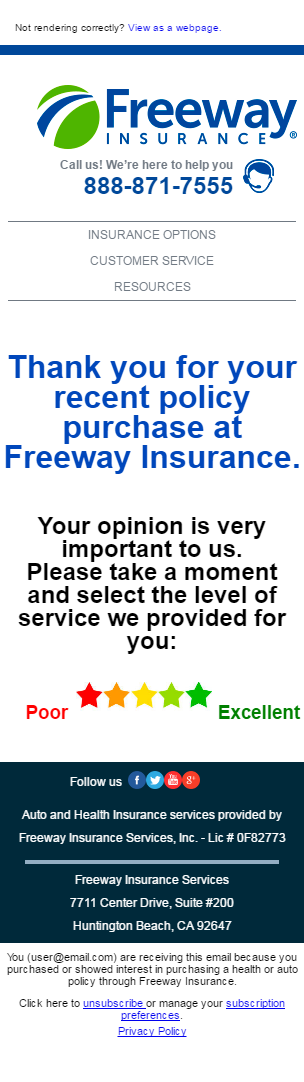 Not rendering correctly? View as a webpage.
Freeway
INSURANCE®
Call us! We're here to help you
888-871-7555
INSURANCE OPTIONS
CUSTOMER SERVICE
RESOURCES
Thank you for your
recent policy
purchase at
Freeway Insurance.
Your opinion is very
important to us.
Please take a moment
and select the level of
service we provided for
you:
Poor Excellent
Follow us f You Tube g+
Auto and Health Insurance services provided by
Freeway Insurance Services, Inc. - Lic # 0F82773
Freeway Insurance Services
7711 Center Drive, Suite #200
Huntington Beach, CA 92647
You (user@email.com) are receiving this email because you
purchased or showed interest in purchasing a health or auto
policy through Freeway Insurance.
Click here to unsubscribe or manage your subscription
preferences.
Privacy Policy